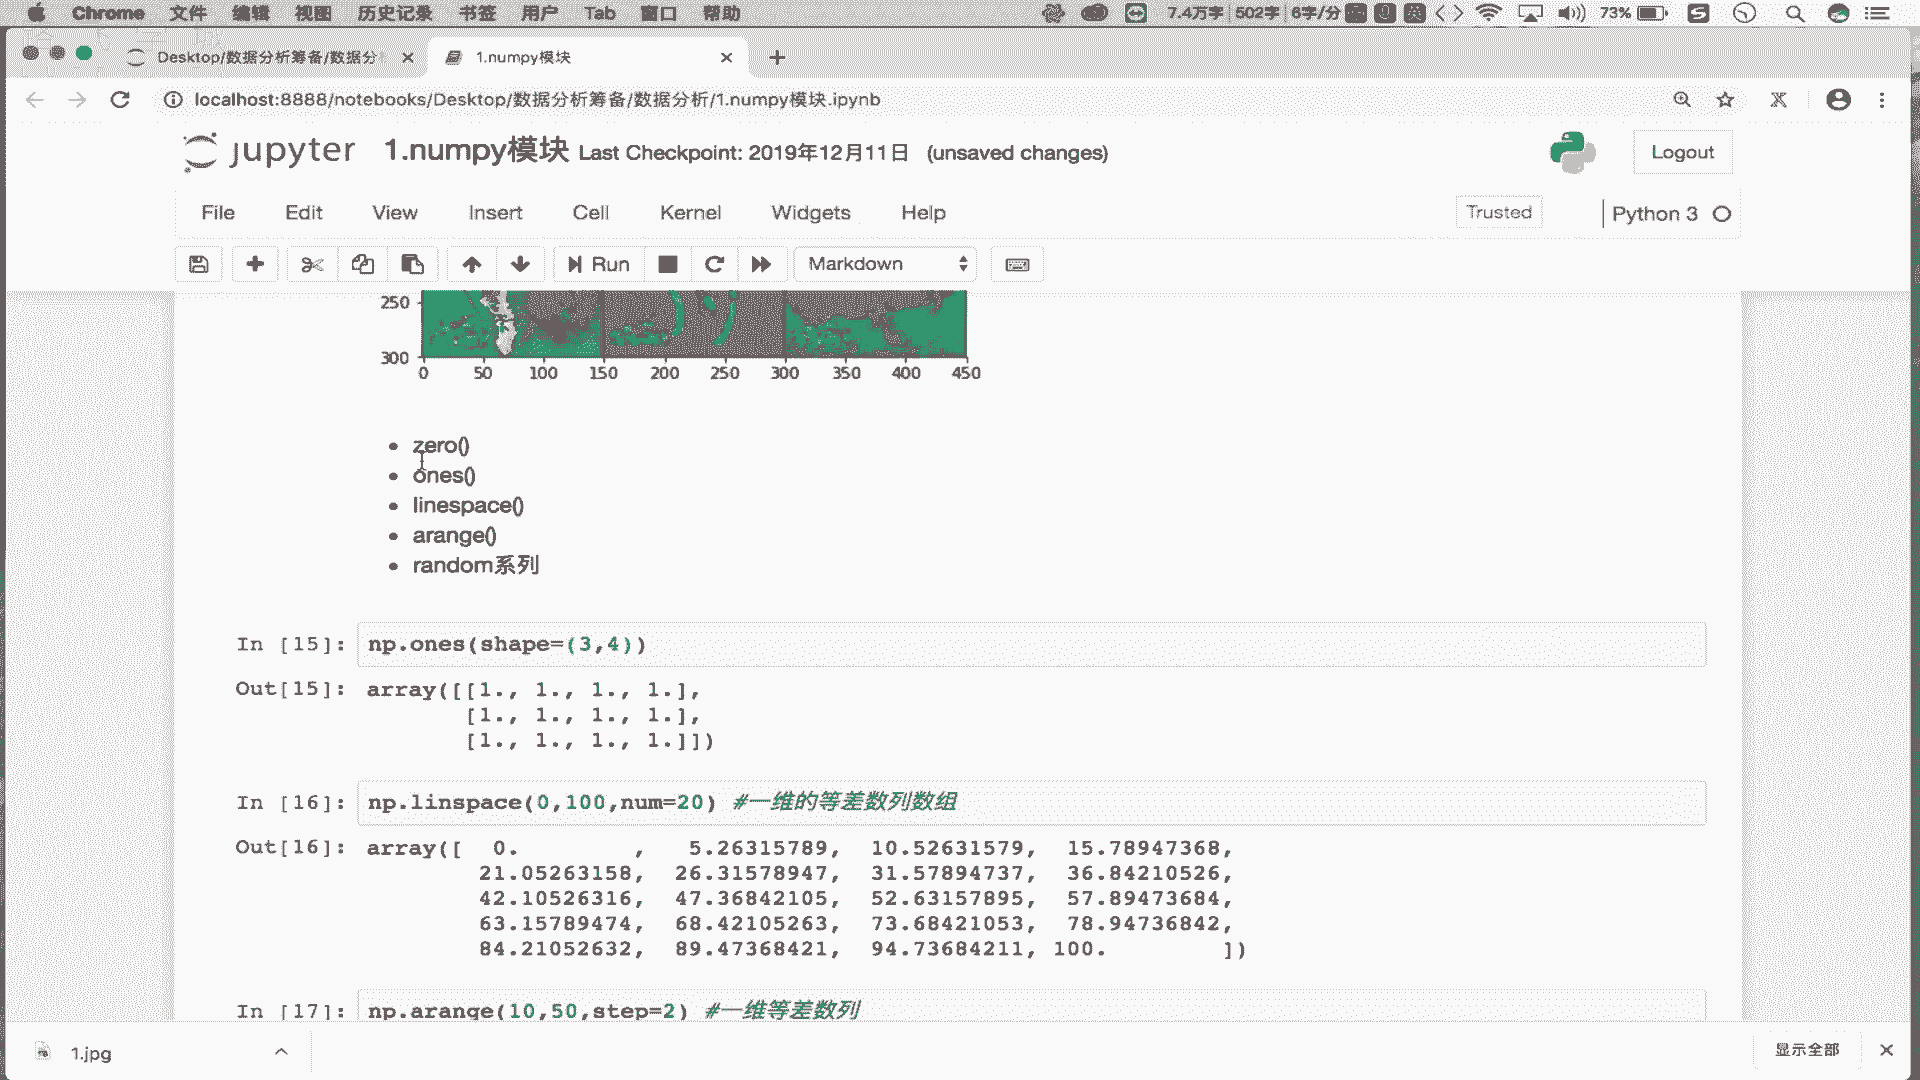 Chrome 文件 编辑 视图 历史记录 书签 用户 Tab 窗口 帮助 7.4万字 502字 6字/分 英 73%
Desktop/数据分析筹备/数据分 1.numpy模块
localhost:8888/notebooks/Desktop/数据分析筹备/数据分析/1.numpy模块.ipynb
jupyter 1.numpy模块 Last Checkpoint: 2019年12月11日 (unsaved changes) Logout
File Edit View Insert Cell Kernel Widgets Help Trusted Python 3
Run Markdown
250
300
0 50 100 150 200 250 300 350 400 450
zero()
ones()
linespace()
arange()
random系列
In [15]: np.ones(shape=(3,4))
Out[15]: array([[1., 1., 1., 1.],
[1., 1., 1., 1.],
[1., 1., 1., 1.]])
In [16]: np.linspace(0,100,num=20) #一维的等差数列数组
Out[16]: array([ 0. , 5.26315789, 10.52631579, 15.78947368,
21.05263158, 26.31578947, 31.57894737, 36.84210526,
42.10526316, 47.36842105, 52.63157895, 57.89473684,
63.15789474, 68.42105263, 73.68421053, 78.94736842,
84.21052632, 89.47368421, 94.73684211, 100. ])
In [17]: np.arange(10,50,step=2) #一维等差数列
1.jpg 显示全部